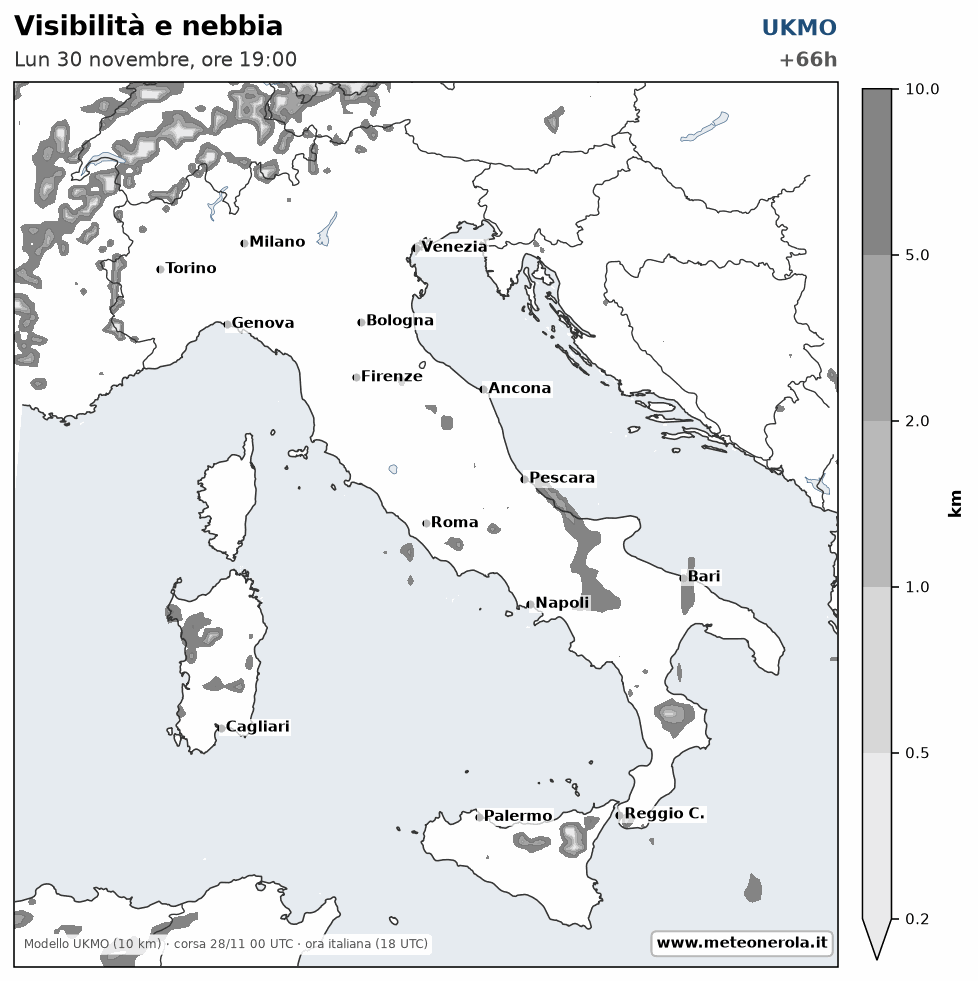 Visibilità e nebbia
UKMO
Lun 30 novembre, ore 19:00
+66h
10.0
Milano
Venezia
5.0
Torino
Genova
Bologna
Firenze
Ancona
2.0
Pescara
km
Roma
Bari
1.0
Napoli
Cagliari
0.5
Palermo
Reggio C.
0.2
Modello UKMO (10 km) · corsa 28/11 00 UTC · ora italiana (18 UTC)
www.meteonerola.it